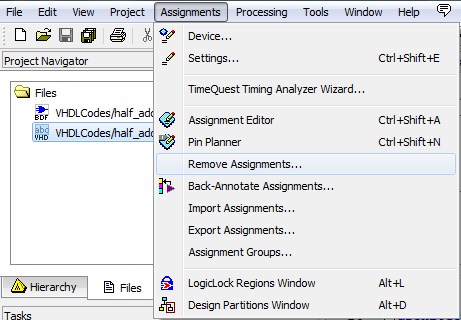 File Edit View Project Assignments Processing Tools Window Help
Project Navigator
Files
BDF VHDLCodes/half_add
abd VHD VHDLCodes/half_add
Hierarchy Files
Tasks
Device...
Settings... Ctrl+Shift+E
TimeQuest Timing Analyzer Wizard...
Assignment Editor Ctrl+Shift+A
Pin Planner Ctrl+Shift+N
Remove Assignments...
Back-Annotate Assignments...
Import Assignments...
Export Assignments...
Assignment Groups...
LogicLock Regions Window Alt+L
Design Partitions Window Alt+D